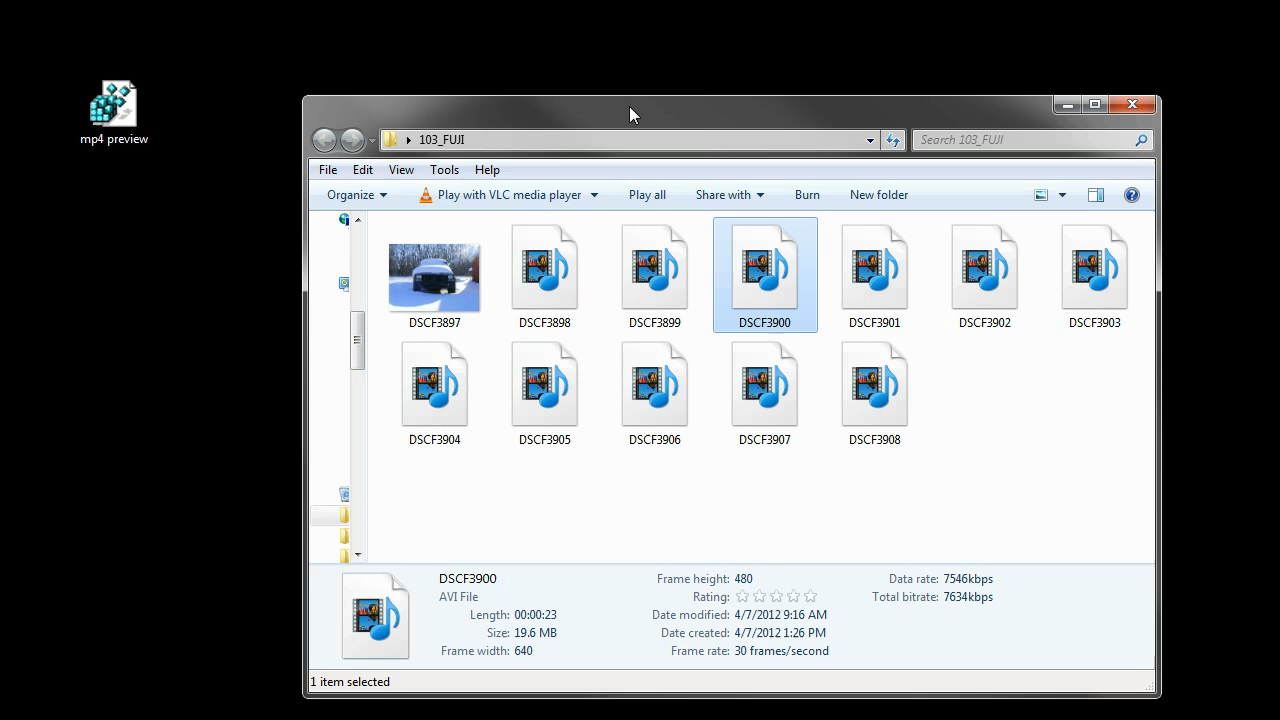 mp4 preview
103_FUJI
Search 103_FUJI
File Edit View Tools Help
Organize Play with VLC media player Play all Share with Burn New folder
DSCF3897 DSCF3898 DSCF3899 DSCF3900 DSCF3901 DSCF3902 DSCF3903
DSCF3904 DSCF3905 DSCF3906 DSCF3907 DSCF3908
DSCF3900 Frame height: 480 Data rate: 7546kbps
AVI File Rating: Total bitrate: 7634kbps
Length: 00:00:23 Date modified: 4/7/2012 9:16 AM
Size: 19.6 MB Date created: 4/7/2012 1:26 PM
Frame width: 640 Frame rate: 30 frames/second
1 item selected